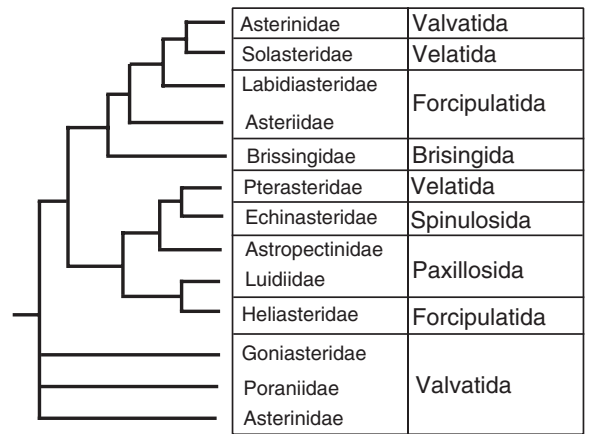 Asterinidae Valvatida
Solasteridae Velatida
Labidiasteridae
Forcipulatida
Asteriidae
Brissingidae Brisingida
Pterasteridae Velatida
Echinasteridae Spinulosida
Astropectinidae
Paxillosida
Luidiidae
Heliasteridae Forcipulatida
Goniasteridae
Poraniidae Valvatida
Asterinidae